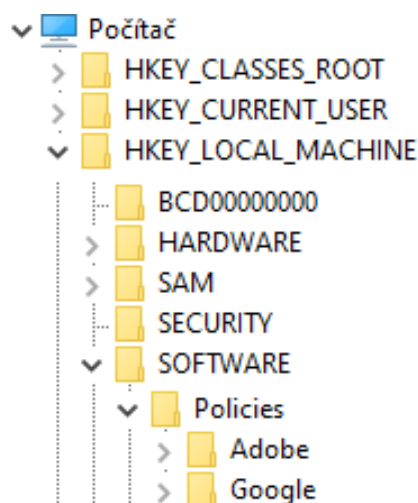 Počítač
HKEY_CLASSES_ROOT
HKEY_CURRENT_USER
HKEY_LOCAL_MACHINE
BCD00000000
HARDWARE
SAM
SECURITY
SOFTWARE
Policies
Adobe
Google